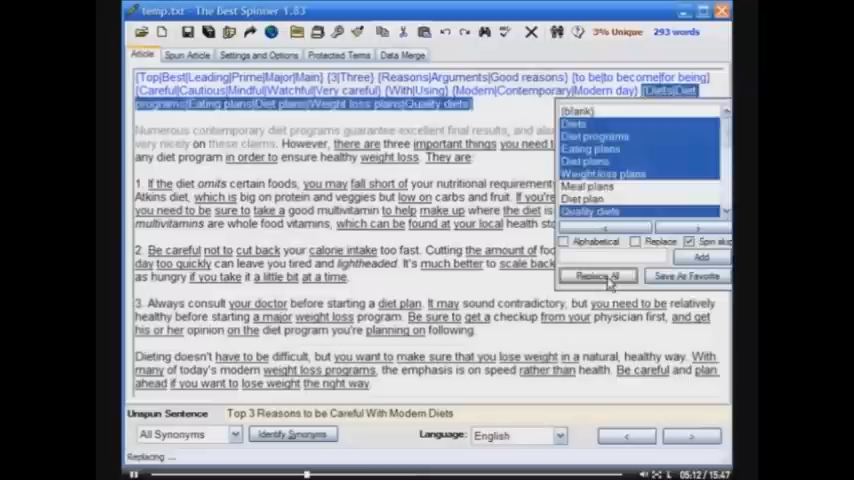 temp.txt - The Best Spinner 1.83
3% Unique 293 words
Article Spun Article Settings and Options Protected Terms Data Merge
{Top|Best|Leading|Prime|Major|Main} {3|Three} {Reasons|Arguments|Good reasons} {to be|to become|for being}
{Careful|Cautious|Mindful|Watchful|Very careful} {With|Using} {Modern|Contemporary|Modern day} {Diets|Diet
programs|Eating plans|Diet plans|Weight loss plans|Quality diets}
Numerous contemporary diet programs guarantee excellent final results, and also
very nicely on these claims. However, there are three important things you need t
any diet program in order to ensure healthy weight loss. They are:
1. If the diet omits certain foods, you may fall short of your nutritional requirement
Atkins diet, which is big on protein and veggies but low on carbs and fruit. If you're
you need to be sure to take a good multivitamin to help make up where the diet is
multivitamins are whole food vitamins, which can be found at your local health sto
2. Be careful not to cut back your calorie intake too fast. Cutting the amount of foo
day too quickly can leave you tired and lightheaded. It's much better to scale back
as hungry if you take it a little bit at a time.
3. Always consult your doctor before starting a diet plan. It may sound contradictory, but you need to be relatively
healthy before starting a major weight loss program. Be sure to get a checkup from your physician first, and get
his or her opinion on the diet program you're planning on following.
Dieting doesn't have to be difficult, but you want to make sure that you lose weight in a natural, healthy way. With
many of today's modern weight loss programs, the emphasis is on speed rather than health. Be careful and plan
ahead if you want to lose weight the right way.
(blank)
Diets
Diet programs
Eating plans
Diet plans
Weight loss plans
Meal plans
Diet plan
Quality diets
< >
Alphabetical Replace Spin
Add
Replace All Save As Favorite
Unspun Sentence Top 3 Reasons to be Careful With Modern Diets
All Synonyms Identify Synonyms Language: English < >
Replacing ...
05:12 / 15:47